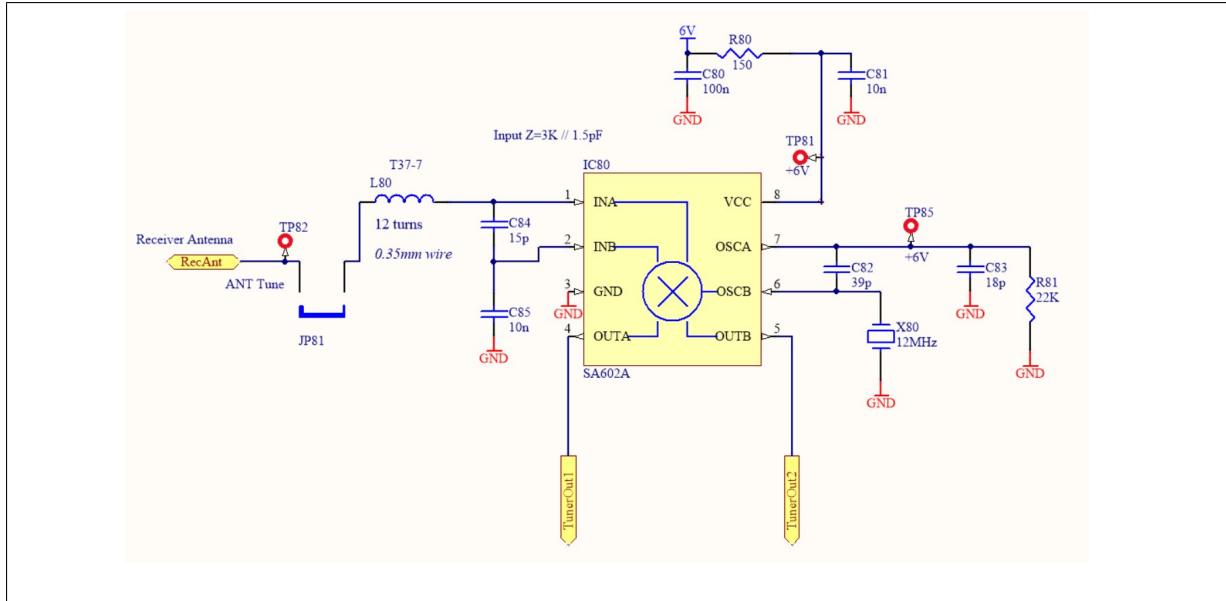 6V
R80
150
C80
100n
GND
C81
10n
GND
Input Z=3K // 1.5pF
TP81
+6V
T37-7
L80
12 turns
0.35mm wire
IC80
1
INA
2
INB
3
GND
GND
4
OUTA
VCC
8
OSCA
7
OSCB
6
OUTB
5
SA602A
C84
15p
C85
10n
GND
Receiver Antenna
RecAnt
TP82
ANT Tune
JP81
TP85
+6V
C82
39p
C83
18p
R81
22K
GND
X80
12MHz
GND
TunerOut1
TunerOut2